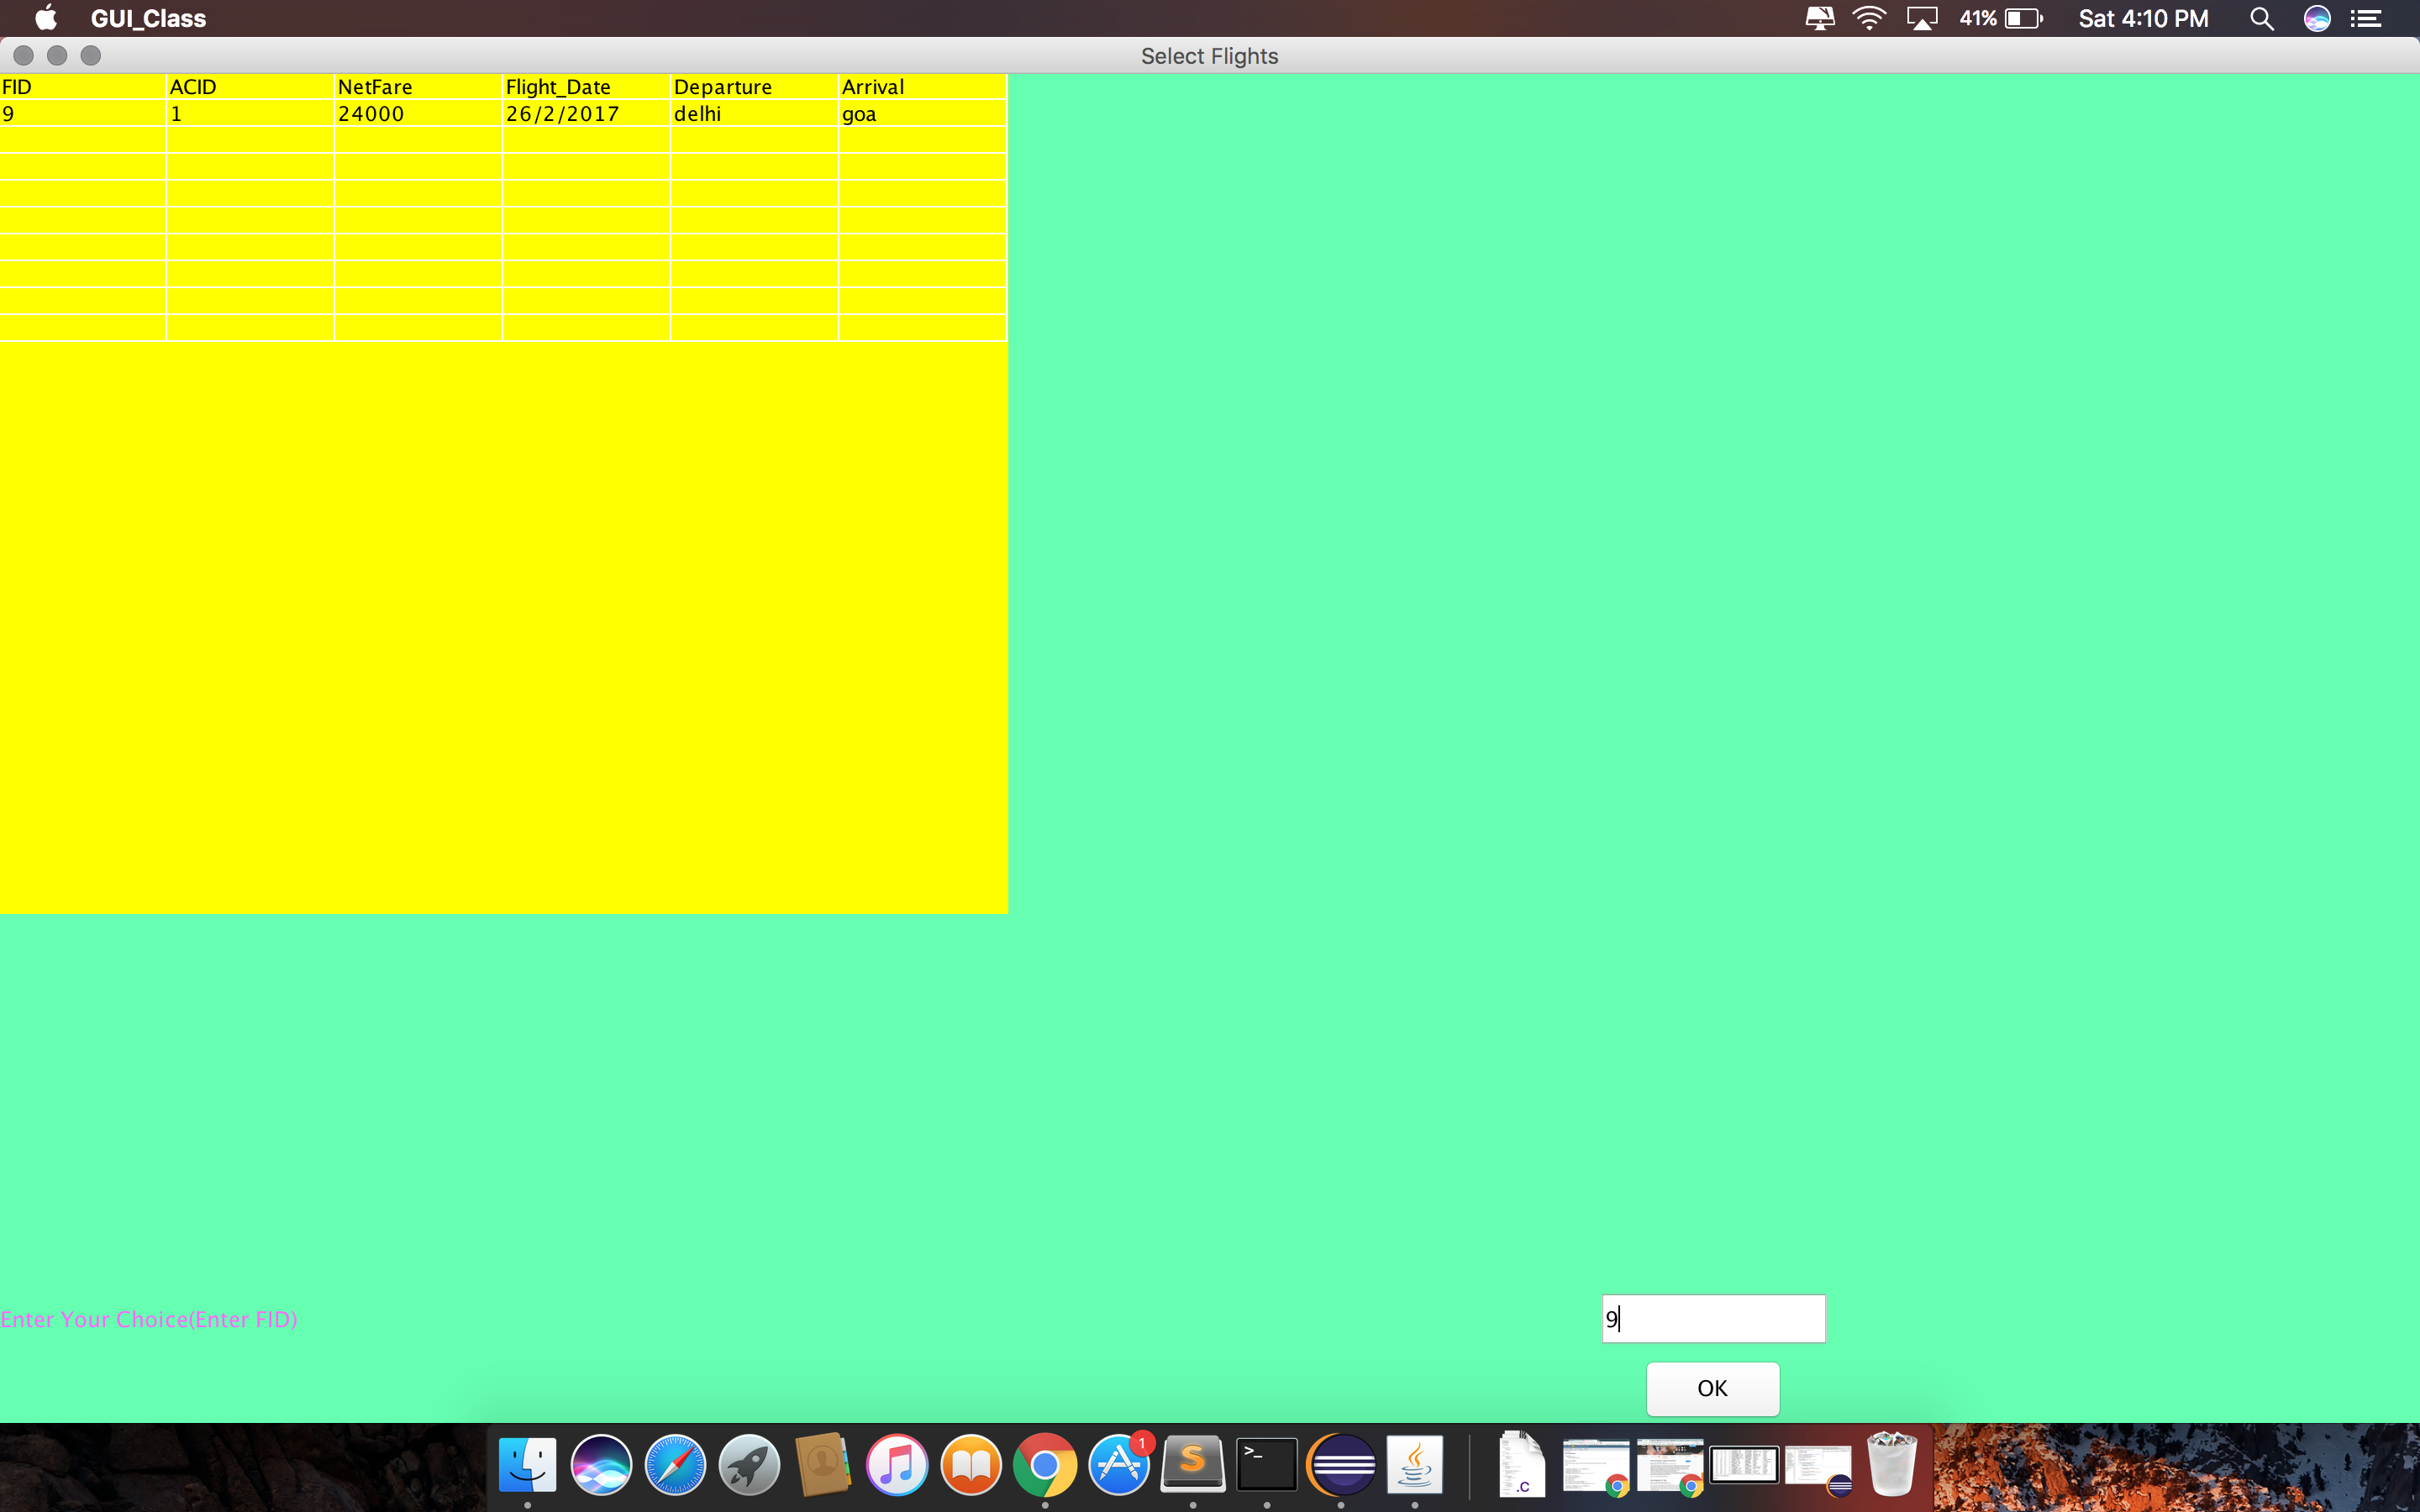 GUI_Class 41% Sat 4:10 PM
Select Flights
FID ACID NetFare Flight_Date Departure Arrival
9 1 24000 26/2/2017 delhi goa
Enter Your Choice(Enter FID) 9
OK
1
S >_ .C